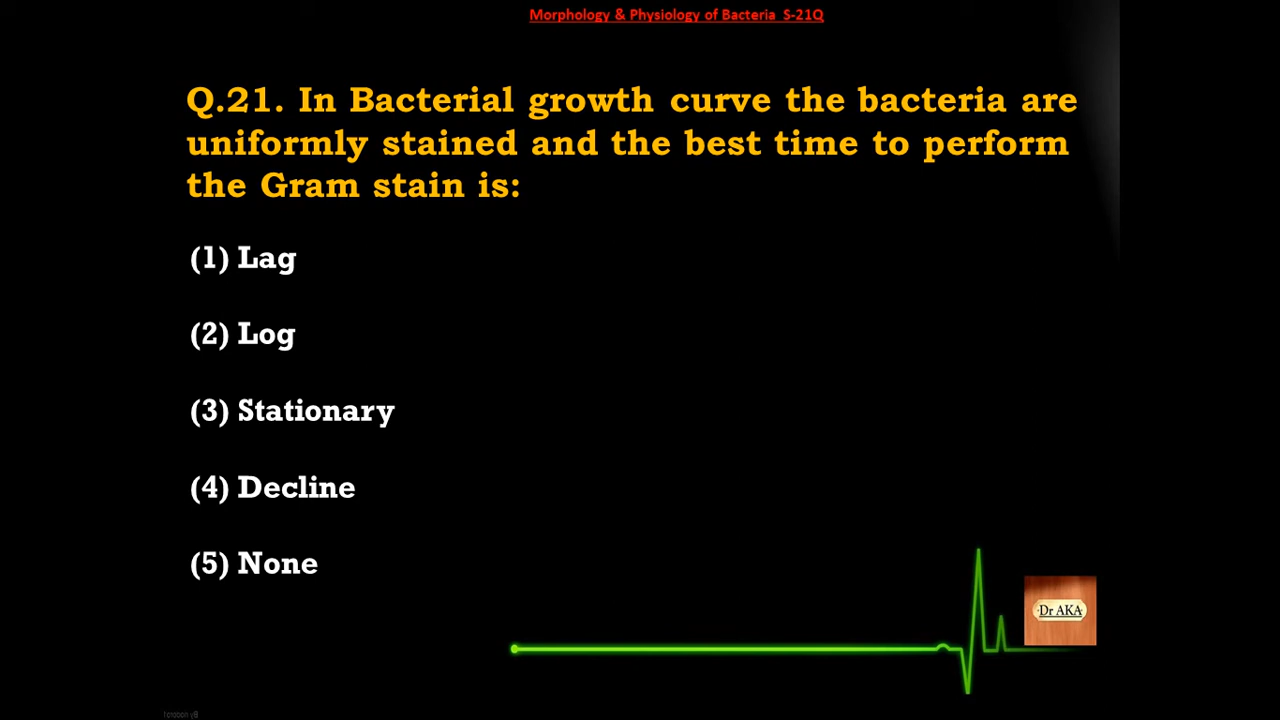 Morphology & Physiology of Bacteria S-21Q
Q.21. In Bacterial growth curve the bacteria are
uniformly stained and the best time to perform
the Gram stain is:
(1) Lag
(2) Log
(3) Stationary
(4) Decline
(5) None
Dr AKA